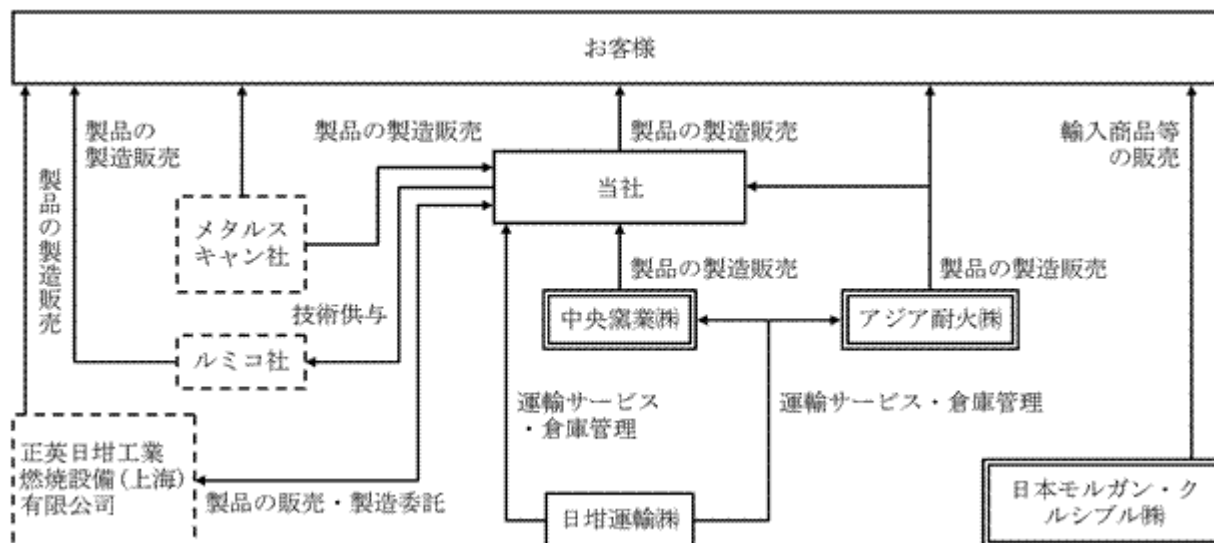 お客様
製品の
製造販売
製品の製造販売
製品の製造販売
輸入商品等
の販売
製品の製造販売
当社
メタルス
キャン社
製品の製造販売
製品の製造販売
技術供与
中央窯業㈱
アジア耐火㈱
ルミコ社
運輸サービス
・倉庫管理
運輸サービス・倉庫管理
正英日坩工業
燃焼設備(上海)
有限公司
製品の販売・製造委託
日坩運輸㈱
日本モルガン・ク
ルシブル㈱